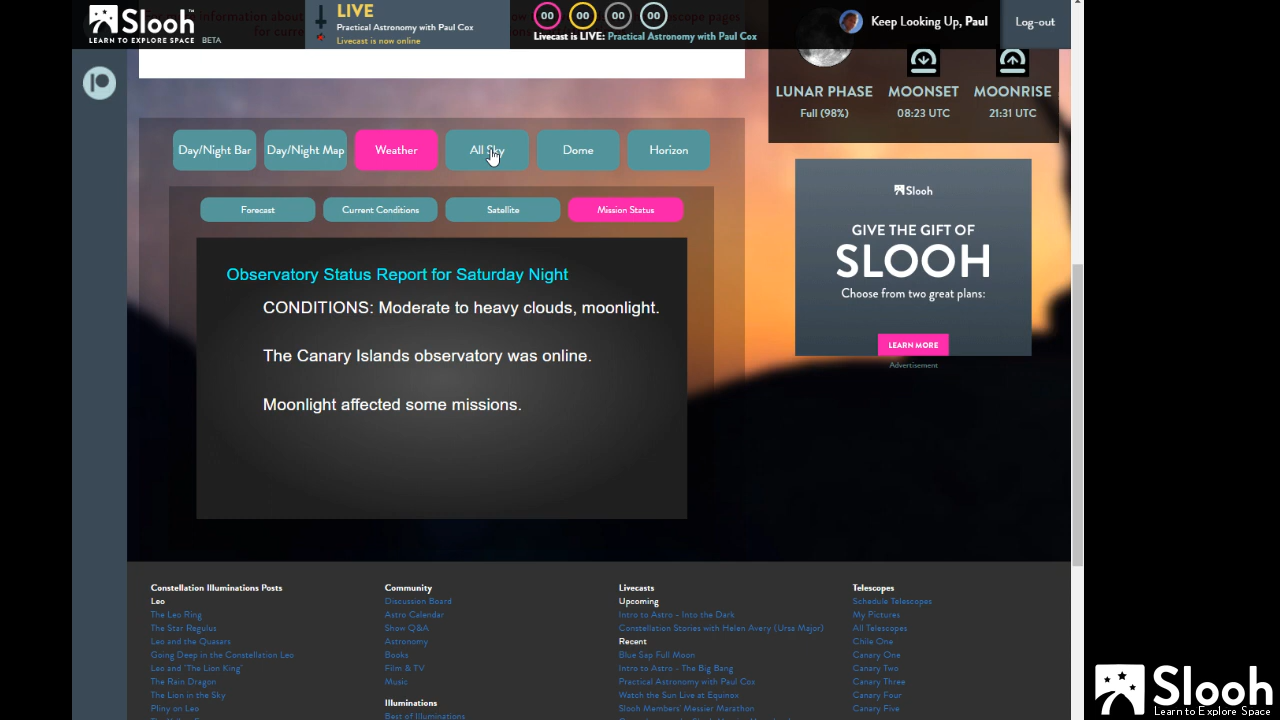 Slooh
LEARN TO EXPLORE SPACE BETA
LIVE
Practical Astronomy with Paul Cox
Livecast is now online
00 00 00 00
Livecast is LIVE: Practical Astronomy with Paul Cox
Keep Looking Up, Paul
Log-out
LUNAR PHASE
Full (98%)
MOONSET
08:23 UTC
MOONRISE
21:31 UTC
Day/Night Bar
Day/Night Map
Weather
All Sky
Dome
Horizon
Forecast
Current Conditions
Satellite
Mission Status
Observatory Status Report for Saturday Night
CONDITIONS: Moderate to heavy clouds, moonlight.
The Canary Islands observatory was online.
Moonlight affected some missions.
Slooh
GIVE THE GIFT OF
SLOOH
Choose from two great plans:
LEARN MORE
Advertisement
Constellation Illuminations Posts
Leo
The Leo Ring
The Star Regulus
Leo and the Quasars
Going Deep in the Constellation Leo
Leo and "The Lion King"
The Rain Dragon
The Lion in the Sky
Pliny on Leo
Community
Discussion Board
Astro Calendar
Show Q&A
Astronomy
Books
Film & TV
Music
Illuminations
Best of Illuminations
Livecasts
Upcoming
Intro to Astro - Into the Dark
Constellation Stories with Helen Avery (Ursa Major)
Recent
Blue Sap Full Moon
Intro to Astro - The Big Bang
Practical Astronomy with Paul Cox
Watch the Sun Live at Equinox
Slooh Members' Messier Marathon
Telescopes
Schedule Telescopes
My Pictures
All Telescopes
Chile One
Canary One
Canary Two
Canary Three
Canary Four
Canary Five
Slooh
Learn to Explore Space